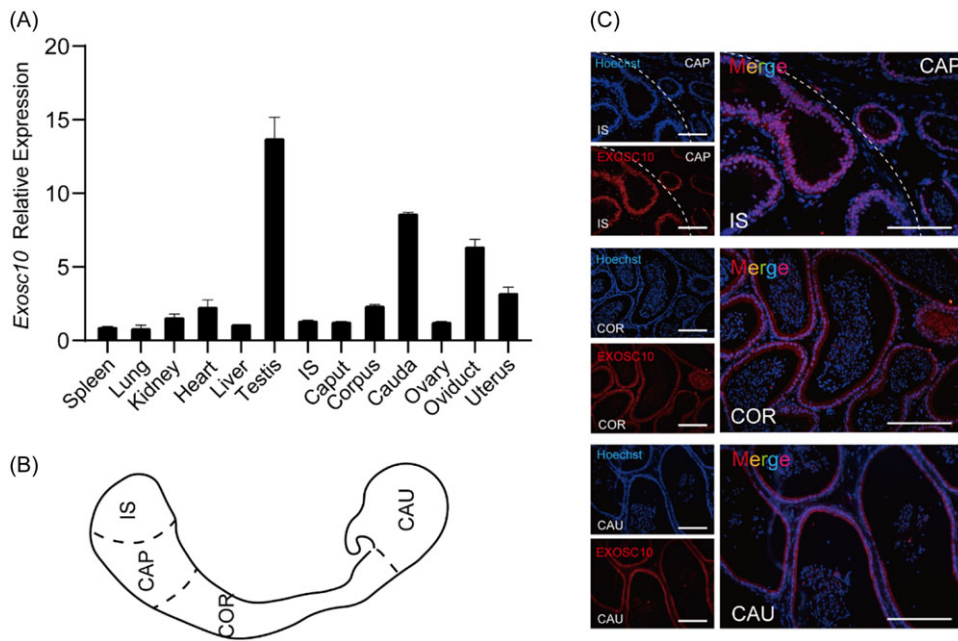 (A)
20
15
10
5
0
Exosc10 Relative Expression
Spleen
Lung
Kidney
Heart
Liver
Testis
IS
Caput
Corpus
Cauda
Ovary
Oviduct
Uterus
(B)
IS
CAP
COR
CAU
(C)
Hoechst
CAP
IS
EXOSC10
CAP
IS
Merge
CAP
IS
Hoechst
COR
EXOSC10
COR
Merge
COR
Hoechst
CAU
EXOSC10
CAU
Merge
CAU